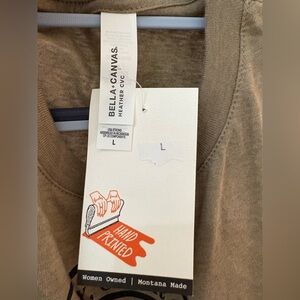 BELLA+CANVAS.
HEATHER CVC
L
L
HAND
PRINTED
Women Owned | Montana Made